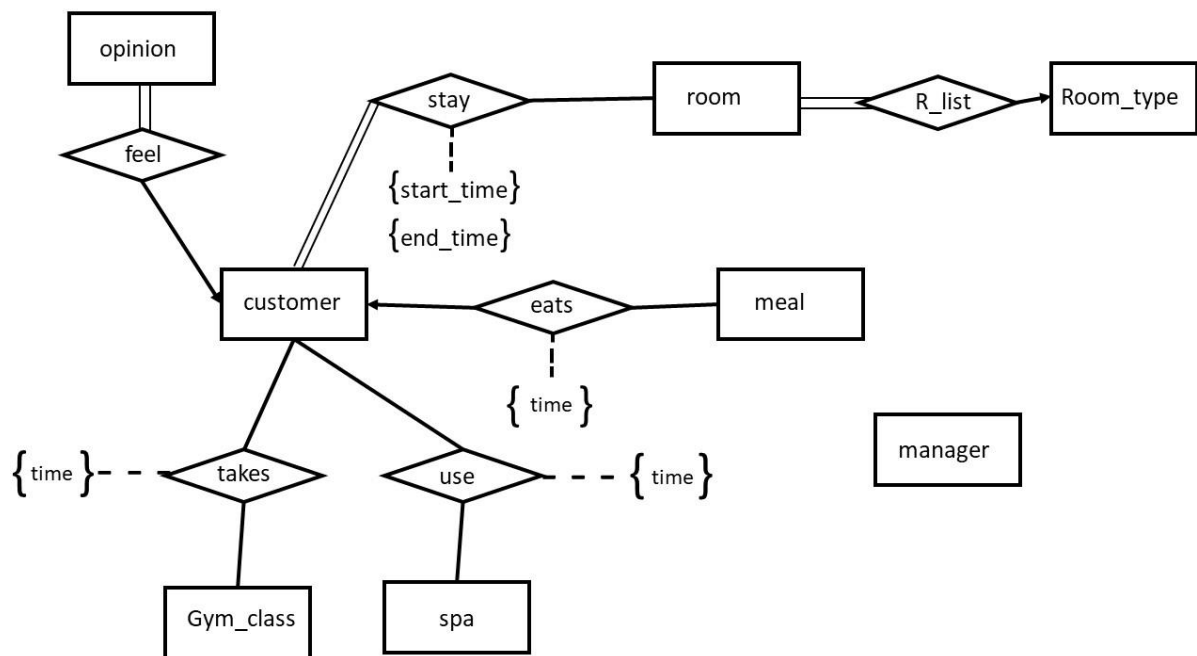 opinion
stay
room
R_list
Room_type
feel
{start_time}
{end_time}
customer
eats
meal
{ time }
manager
{ time }
takes
use
{ time }
Gym_class
spa